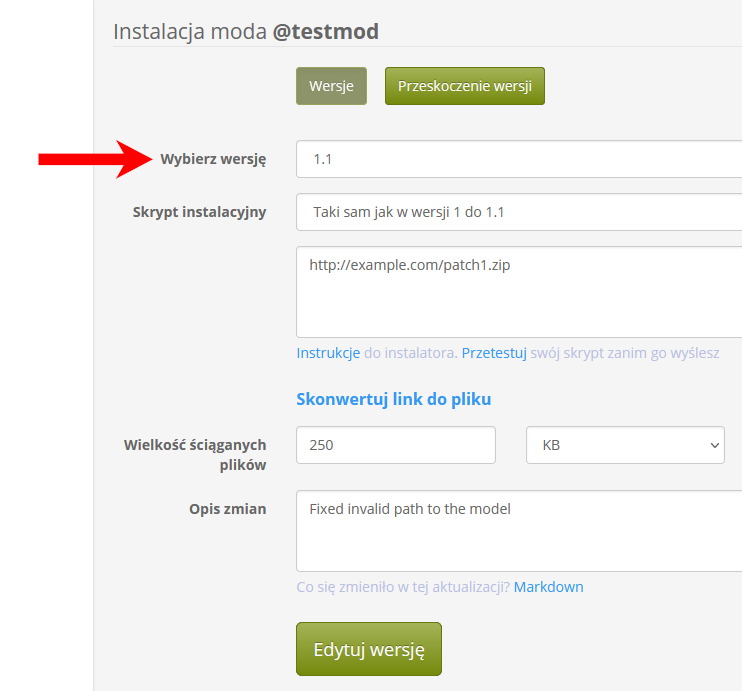 Instalacja moda @testmod
Wersje
Przeskoczenie wersji
Wybierz wersję
1.1
Skrypt instalacyjny
Taki sam jak w wersji 1 do 1.1
http://example.com/patch1.zip
Instrukcje do instalatora. Przetestuj swój skrypt zanim go wyślesz
Skonwertuj link do pliku
Wielkość ściąganych
plików
250
KB
Opis zmian
Fixed invalid path to the model
Co się zmieniło w tej aktualizacji? Markdown
Edytuj wersję